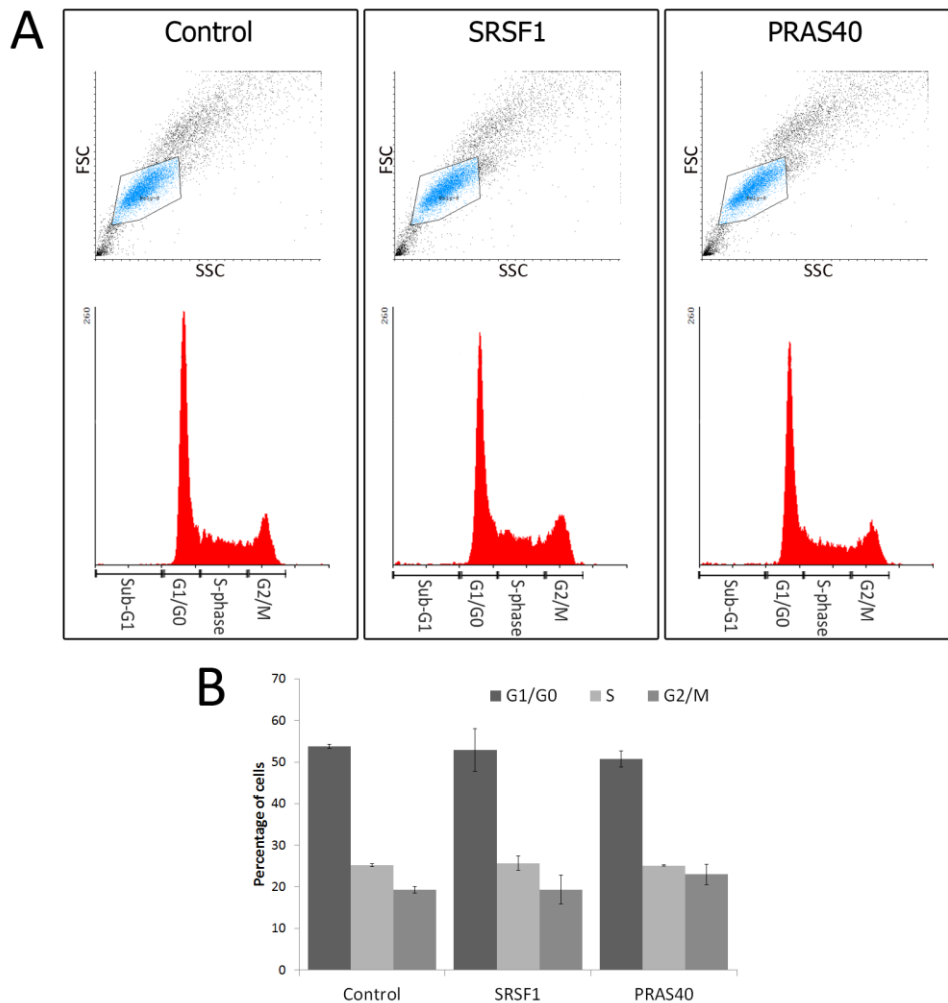 A
Control
SRSF1
PRAS40
FSC
SSC
FSC
SSC
FSC
SSC
260
Sub-G1
G1/G0
S-phase
G2/M
260
Sub-G1
G1/G0
S-phase
G2/M
260
Sub-G1
G1/G0
S-phase
G2/M
B
G1/G0 S G2/M
Percentage of cells
70
60
50
40
30
20
10
0
Control SRSF1 PRAS40